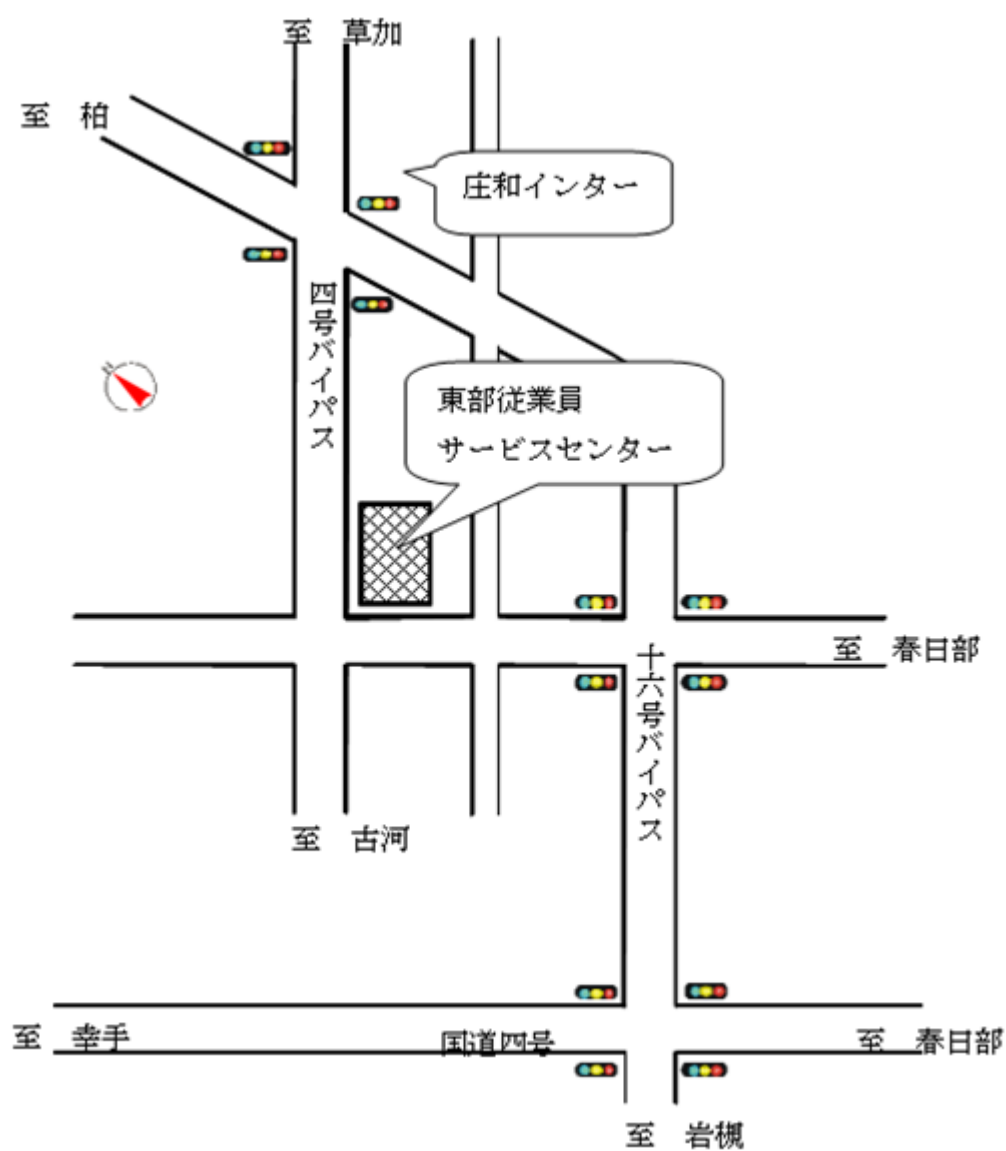 至　草加
至　柏
庄和インター
四号バイパス
N
東部従業員
サービスセンター
至　春日部
十六号バイパス
至　古河
至　幸手
国道四号
至　春日部
至　岩槻